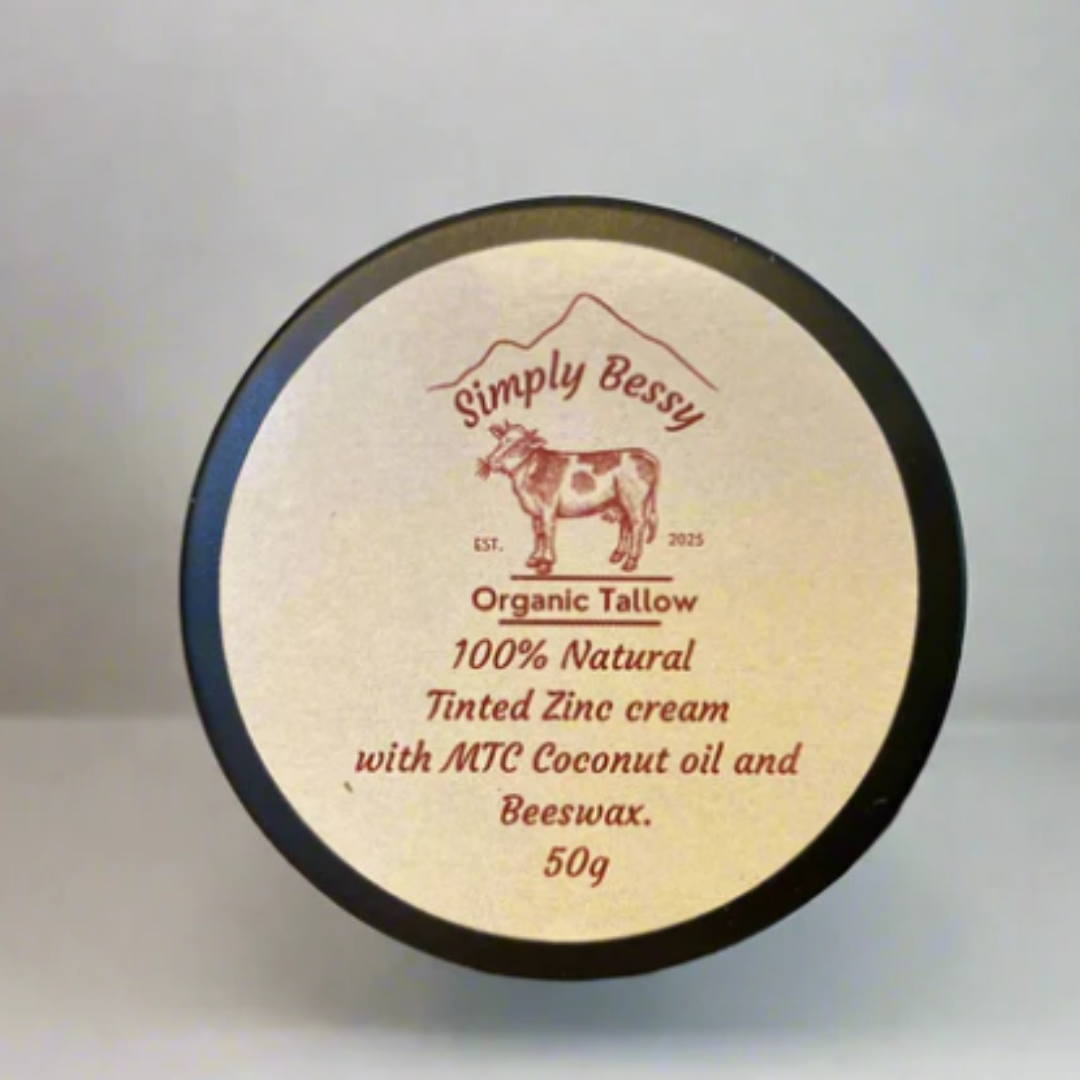 Simply Bessy
EST. 2025
Organic Tallow
100% Natural
Tinted Zinc cream
with MTC Coconut oil and
Beeswax.
50g